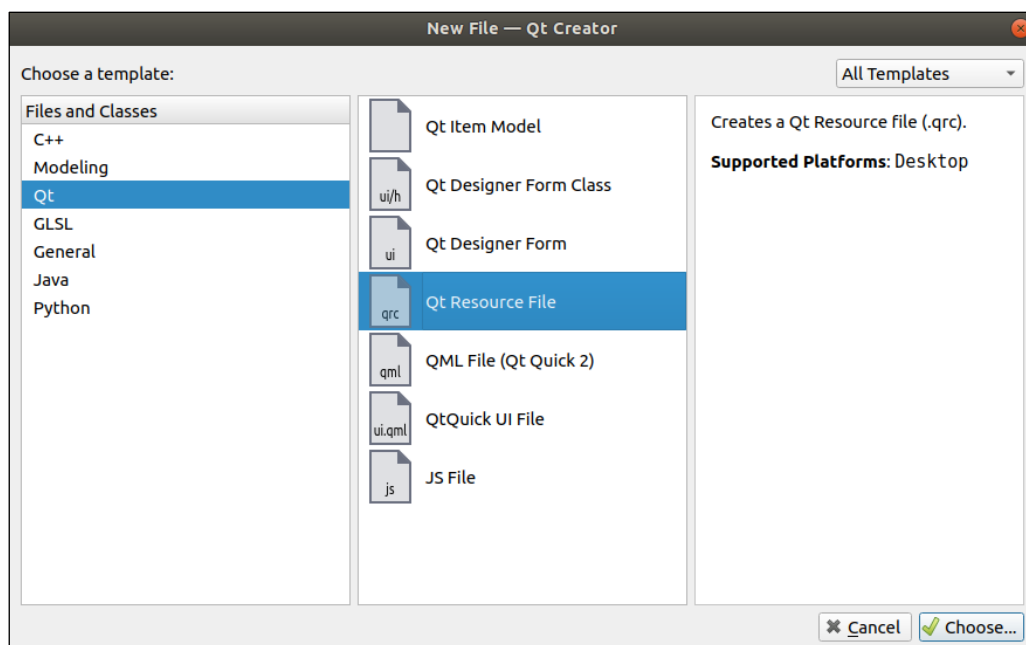 New File — Qt Creator
Choose a template:
All Templates
Files and Classes
C++
Modeling
Qt
GLSL
General
Java
Python
Qt Item Model
ui/h
Qt Designer Form Class
ui
Qt Designer Form
qrc
Qt Resource File
qml
QML File (Qt Quick 2)
ui.qml
QtQuick UI File
js
JS File
Creates a Qt Resource file (.qrc).
Supported Platforms: Desktop
Cancel
Choose...